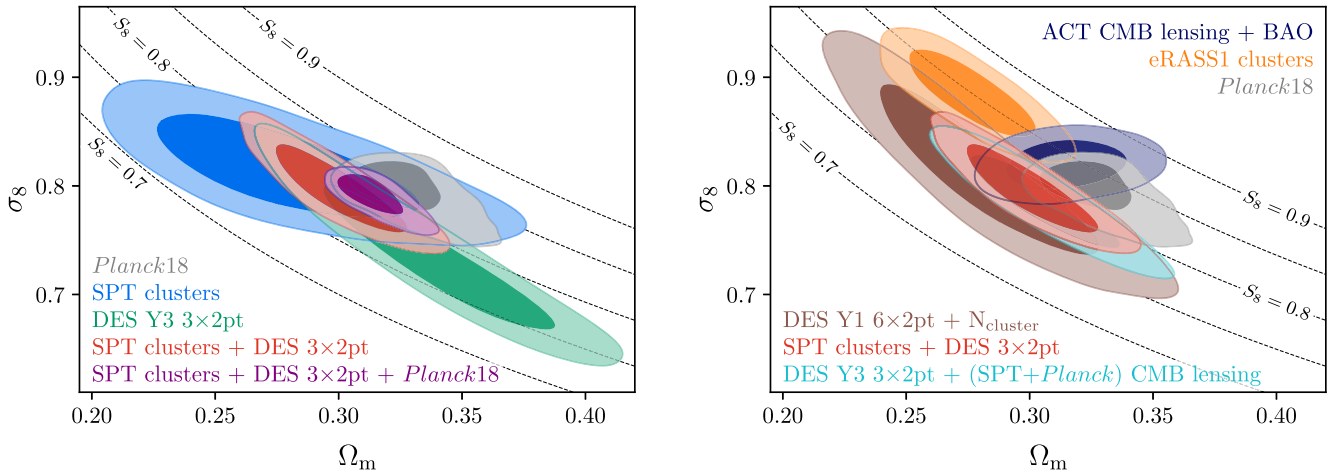 S₈ = 0.9
S₈ = 0.8
S₈ = 0.7
0.9
0.8
0.7
σ₈
Planck18
SPT clusters
DES Y3 3×2pt
SPT clusters + DES 3×2pt
SPT clusters + DES 3×2pt + Planck18
0.20 0.25 0.30 0.35 0.40
Ωₘ
ACT CMB lensing + BAO
eRASS1 clusters
Planck18
S₈ = 0.7
S₈ = 0.9
S₈ = 0.8
0.9
0.8
0.7
σ₈
DES Y1 6×2pt + N_cluster
SPT clusters + DES 3×2pt
DES Y3 3×2pt + (SPT+Planck) CMB lensing
0.20 0.25 0.30 0.35 0.40
Ωₘ